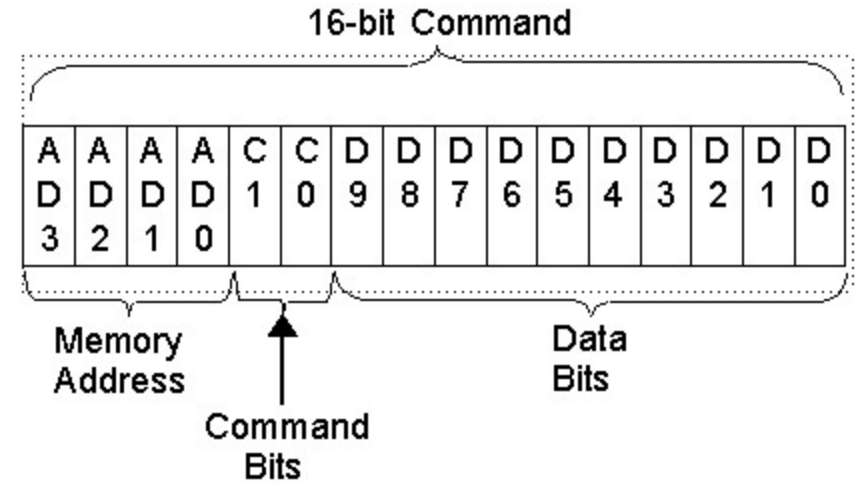 16-bit Command
A A A A C C D D D D D D D D D D
D D D D 1 0 9 8 7 6 5 4 3 2 1 0
3 2 1 0
Memory
Address
Data
Bits
Command
Bits